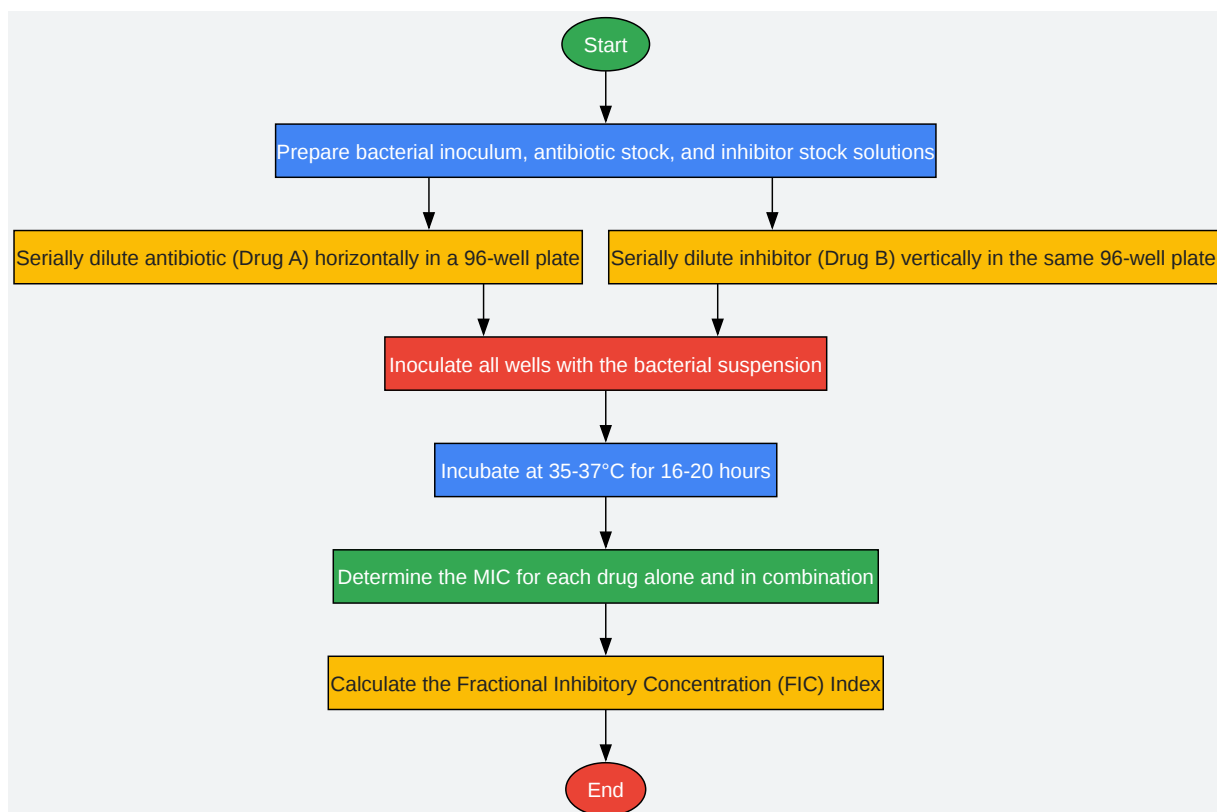 Start
Prepare bacterial inoculum, antibiotic stock, and inhibitor stock solutions
Serially dilute antibiotic (Drug A) horizontally in a 96-well plate
Serially dilute inhibitor (Drug B) vertically in the same 96-well plate
Inoculate all wells with the bacterial suspension
Incubate at 35-37°C for 16-20 hours
Determine the MIC for each drug alone and in combination
Calculate the Fractional Inhibitory Concentration (FIC) Index
End